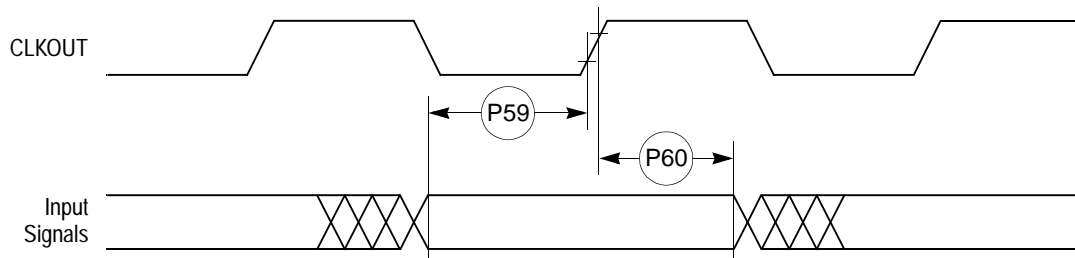 CLKOUT
P59
P60
Input
Signals